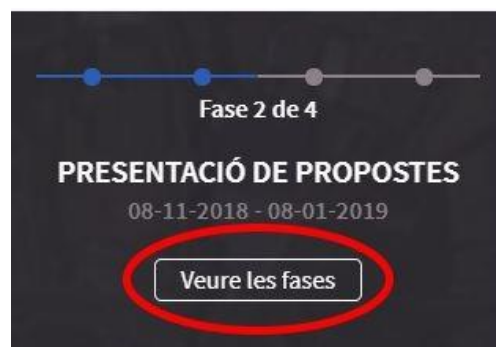 Fase 2 de 4
PRESENTACIÓ DE PROPOSTES
08-11-2018 - 08-01-2019
Veure les fases